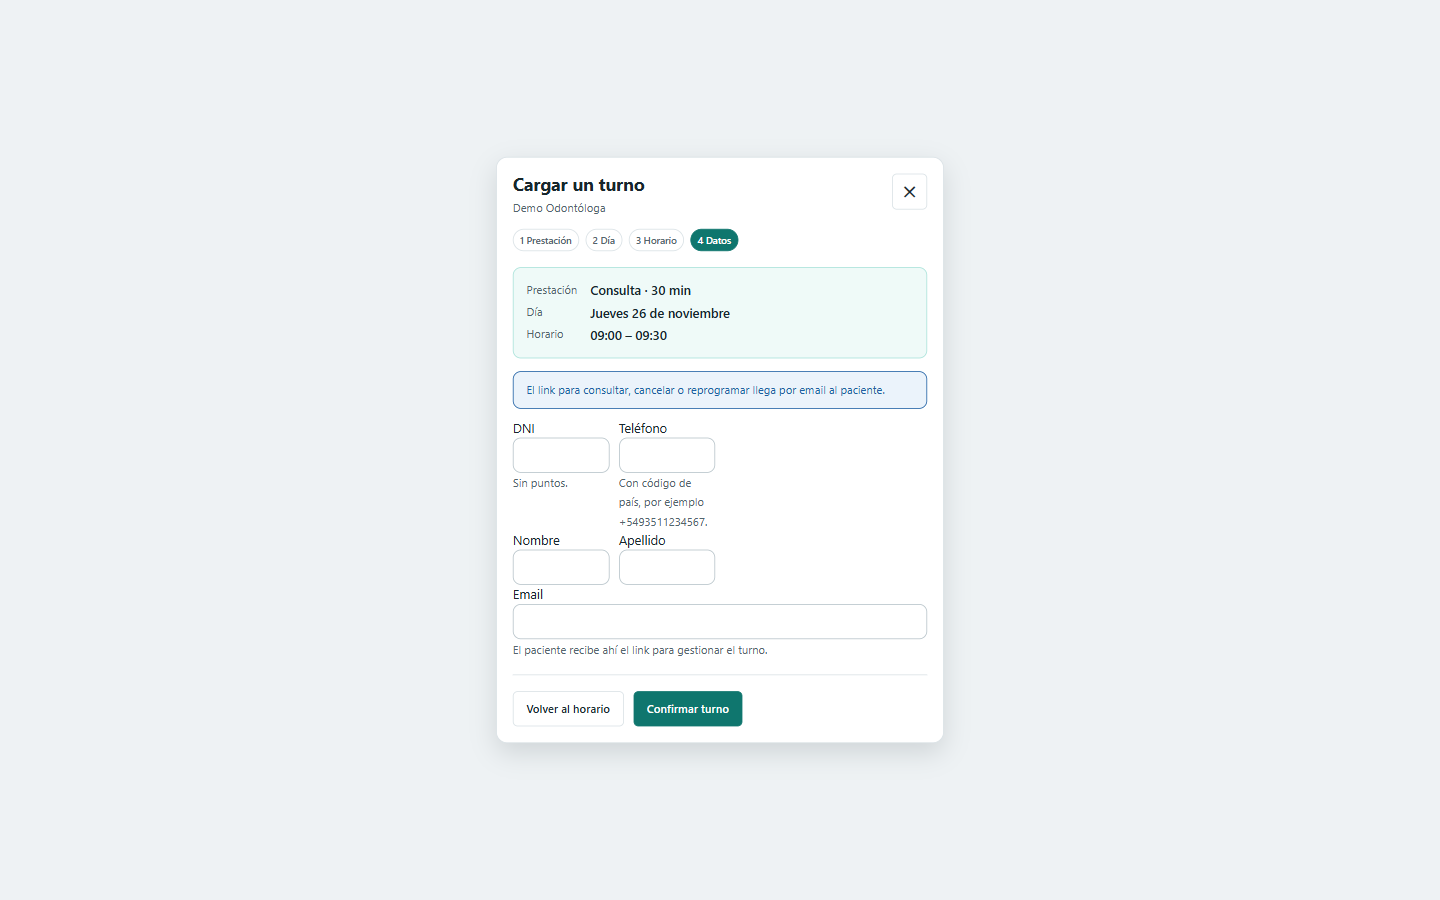 Cargar un turno
Demo Odontóloga
1 Prestación 2 Día 3 Horario 4 Datos
Prestación Consulta · 30 min
Día Jueves 26 de noviembre
Horario 09:00 – 09:30
El link para consultar, cancelar o reprogramar llega por email al paciente.
DNI Teléfono
Sin puntos. Con código de
país, por ejemplo
+5493511234567.
Nombre Apellido
Email
El paciente recibe ahí el link para gestionar el turno.
Volver al horario Confirmar turno